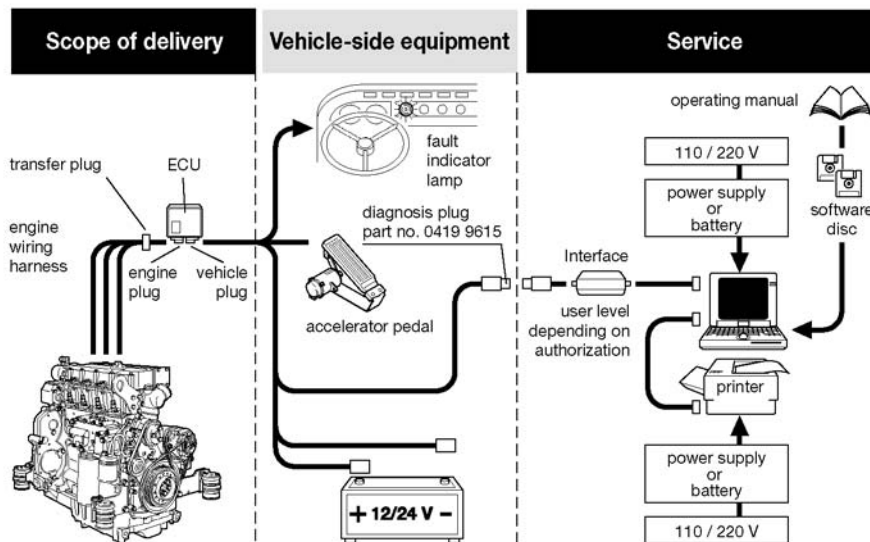 Scope of delivery
Vehicle-side equipment
Service
transfer plug
ECU
engine
wiring
harness
engine
plug
vehicle
plug
fault
indicator
lamp
diagnosis plug
part no. 0419 9615
accelerator pedal
+ 12/24 V -
operating manual
110 / 220 V
power supply
or
battery
software
disc
Interface
user level
depending on
authorization
printer
power supply
or
battery
110 / 220 V